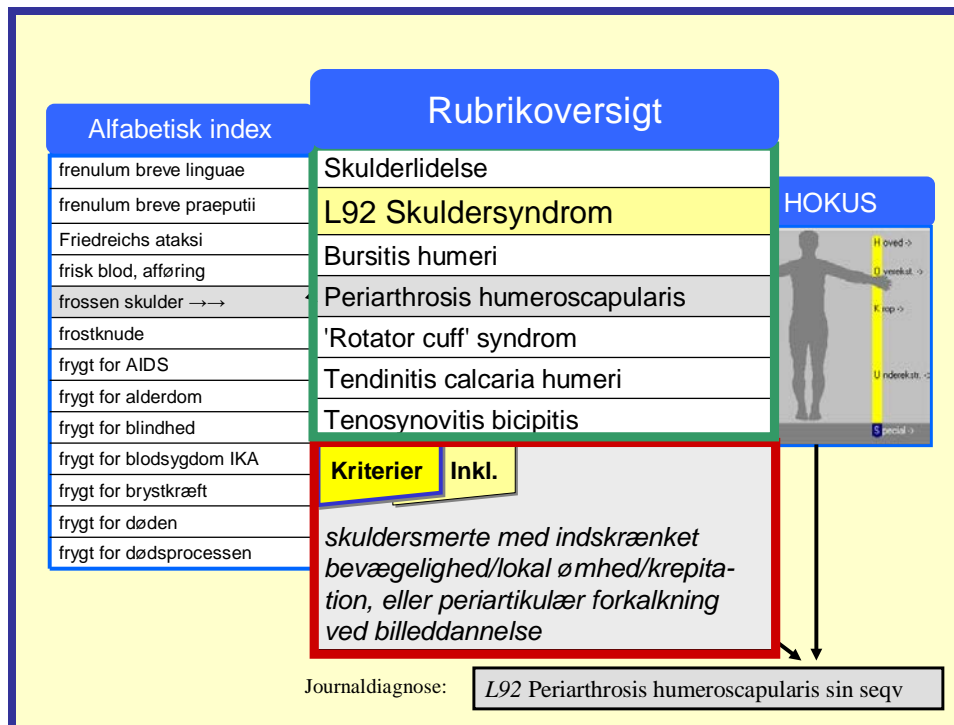 Alfabetisk index
frenulum breve linguae
frenulum breve praeputii
Friedreichs ataksi
frisk blod, afføring
frossen skulder →→
frostknude
frygt for AIDS
frygt for alderdom
frygt for blindhed
frygt for blodsygdom IKA
frygt for brystkræft
frygt for døden
frygt for dødsprocessen
Rubrikoversigt
Skulderlidelse
L92 Skuldersyndrom
Bursitis humeri
Periarthrosis humeroscapularis
'Rotator cuff' syndrom
Tendinitis calcaria humeri
Tenosynovitis bicipitis
Kriterier Inkl.
skuldersmerte med indskrænket
bevægelighed/lokal ømhed/krepita-
tion, eller periartikulær forkalkning
ved billeddannelse
HOKUS
Hoved ->
Overekst. ->
Krop ->
Underekstr. <
Special ->
Journaldiagnose: L92 Periarthrosis humeroscapularis sin seqv